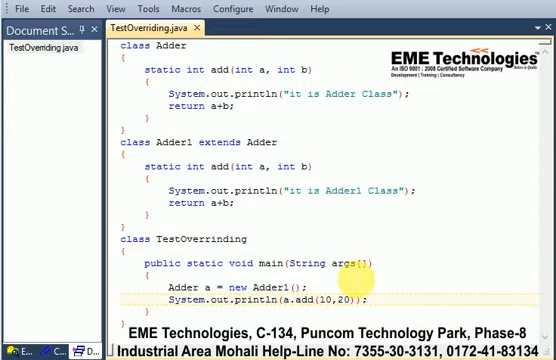 File Edit Search View Tools Macros Configure Window Help
Document S...
TestOverriding.java
TestOverriding.java
class Adder
{
static int add(int a, int b)
{
System.out.println("it is Adder Class");
return a+b;
}
}
class Adder1 extends Adder
{
static int add(int a, int b)
{
System.out.println("it is Adder1 Class");
return a+b;
}
}
class TestOverrinding
{
public static void main(String args[])
{
Adder a = new Adder1();
System.out.println(a.add(10,20));
}
}
EME Technologies
An ISO 9001 : 2008 Certified Software Company
Development | Training | Consultancy
E... C... D...
EME Technologies, C-134, Puncom Technology Park, Phase-8
Industrial Area Mohali Help-Line No: 7355-30-3131, 0172-41-83134